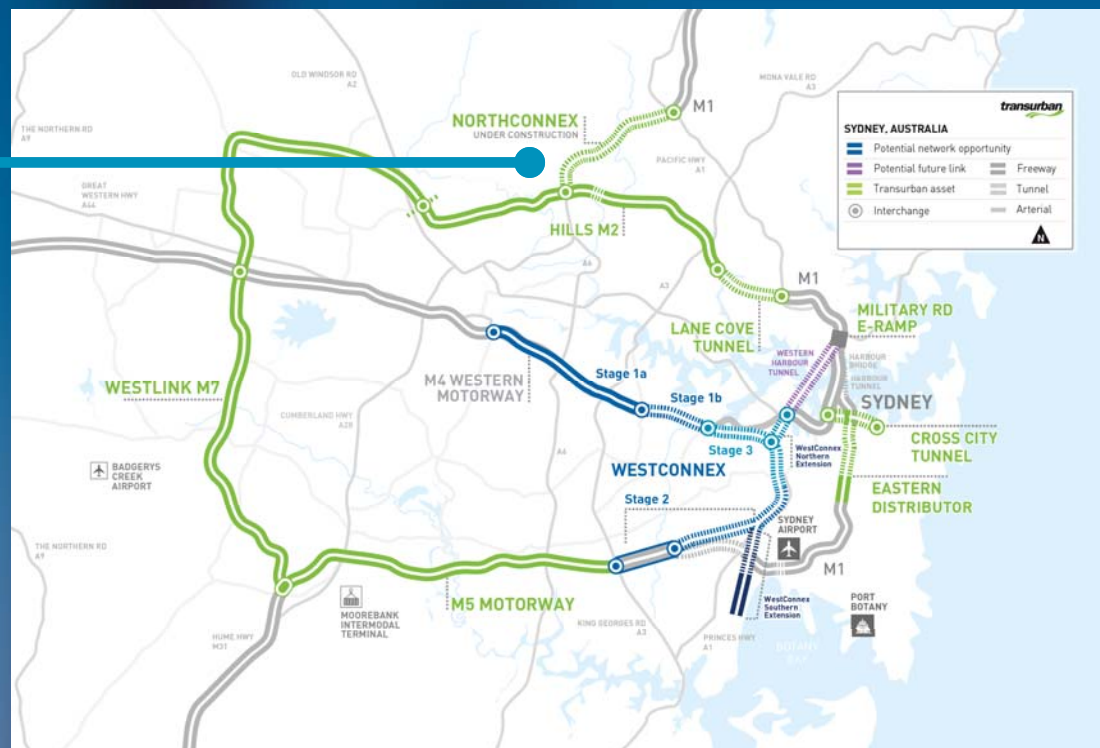 OLD WINDSOR RD
A2
MONA VALE RD
A3
M1
NORTHCONNEX
UNDER CONSTRUCTION
THE NORTHERN RD
A9
PACIFIC HWY
A1
GREAT
WESTERN HWY
A44
transurban
SYDNEY, AUSTRALIA
Potential network opportunity
Potential future link
Freeway
Transurban asset
Tunnel
Interchange
Arterial
N
HILLS M2
A6
A3
M1
MILITARY RD
E-RAMP
LANE COVE
TUNNEL
WESTERN
HARBOUR
TUNNEL
HARBOUR
BRIDGE
HARBOUR
TUNNEL
M4 WESTERN
MOTORWAY
Stage 1a
Stage 1b
SYDNEY
WESTLINK M7
CUMBERLAND HWY
A28
Stage 3
CROSS CITY
TUNNEL
A6
WestConnex
Northern
Extension
WESTCONNEX
BADGERYS
CREEK
AIRPORT
Stage 2
EASTERN
DISTRIBUTOR
SYDNEY
AIRPORT
THE NORTHERN RD
A9
M1
M5 MOTORWAY
MOOREBANK
INTERMODAL
TERMINAL
WestConnex
Southern
Extension
PORT
BOTANY
KING GEORGES RD
A3
HUME HWY
M31
PRINCES HWY
A1
BOTANY
BAY